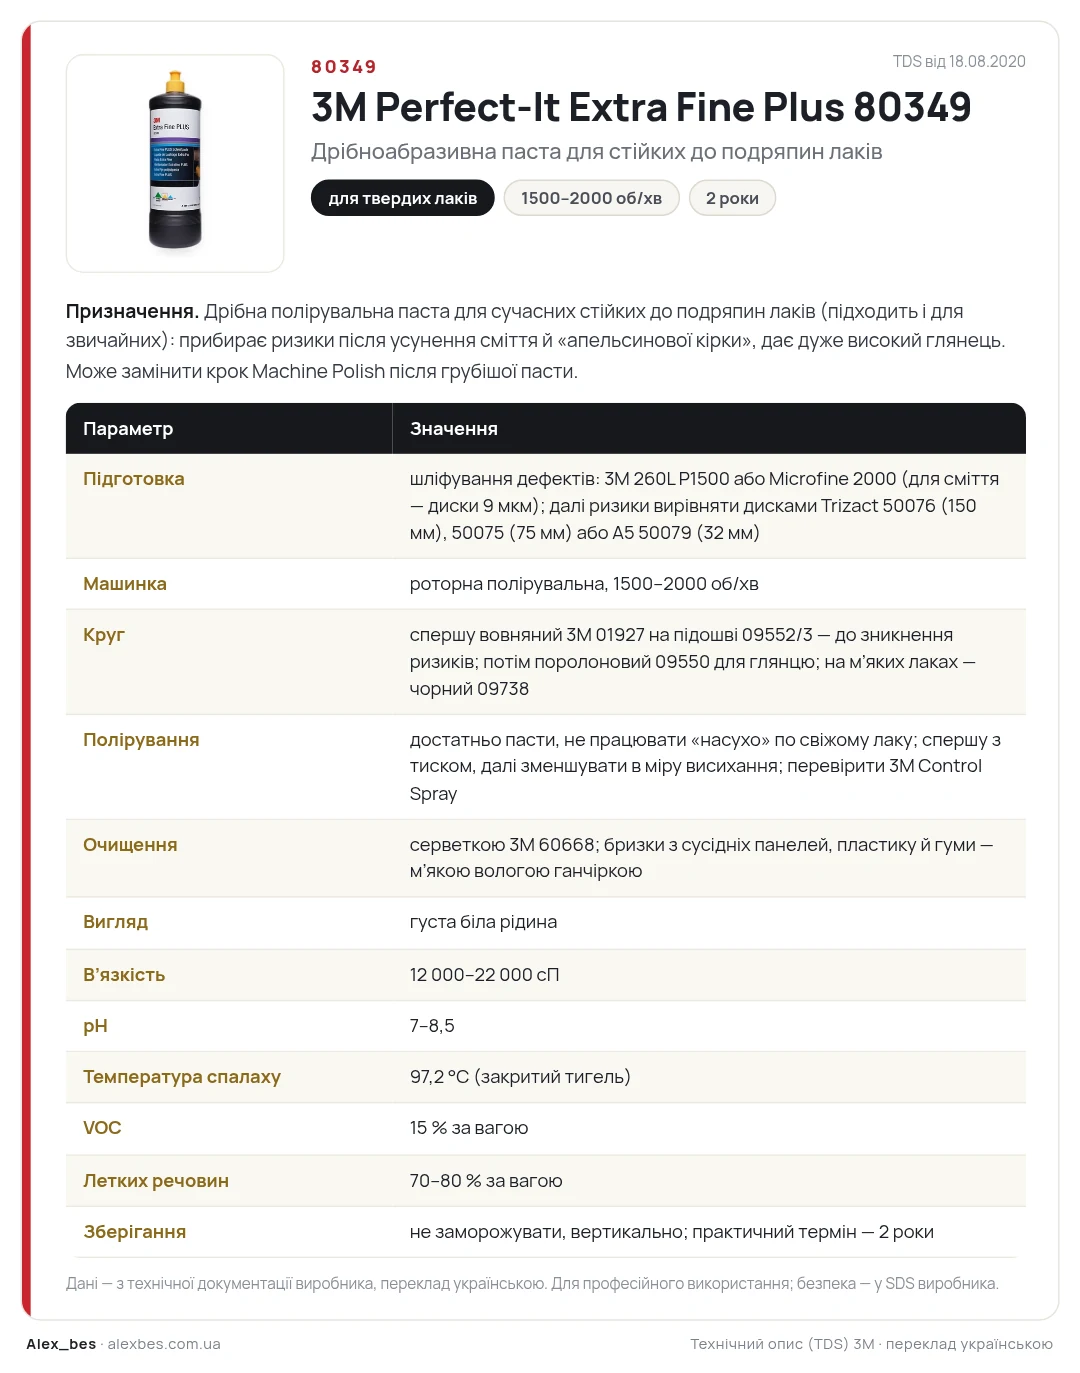 80349
TDS від 18.08.2020
3M Perfect-It Extra Fine Plus 80349
Дрібноабразивна паста для стійких до подряпин лаків
для твердих лаків
1500–2000 об/хв
2 роки
3M
Extra Fine PLUS
Призначення. Дрібна полірувальна паста для сучасних стійких до подряпин лаків (підходить і для
звичайних): прибирає ризики після усунення сміття й «апельсинової кірки», дає дуже високий глянець.
Може замінити крок Machine Polish після грубішої пасти.
Параметр
Значення
Підготовка
шліфування дефектів: 3M 260L P1500 або Microfine 2000 (для сміття
— диски 9 мкм); далі ризики вирівняти дисками Trizact 50076 (150
мм), 50075 (75 мм) або A5 50079 (32 мм)
Машинка
роторна полірувальна, 1500–2000 об/хв
Круг
спершу вовняний 3M 01927 на підошві 09552/3 — до зникнення
ризиків; потім поролоновий 09550 для глянцю; на м’яких лаках —
чорний 09738
Полірування
достатньо пасти, не працювати «насухо» по свіжому лаку; спершу з
тиском, далі зменшувати в міру висихання; перевірити 3M Control
Spray
Очищення
серветкою 3M 60668; бризки з сусідніх панелей, пластику й гуми —
м’якою вологою ганчіркою
Вигляд
густа біла рідина
В’язкість
12 000–22 000 сП
pH
7–8,5
Температура спалаху
97,2 °C (закритий тигель)
VOC
15 % за вагою
Летких речовин
70–80 % за вагою
Зберігання
не заморожувати, вертикально; практичний термін — 2 роки
Дані — з технічної документації виробника, переклад українською. Для професійного використання; безпека — у SDS виробника.
Alex_bes · alexbes.com.ua
Технічний опис (TDS) 3M · переклад українською